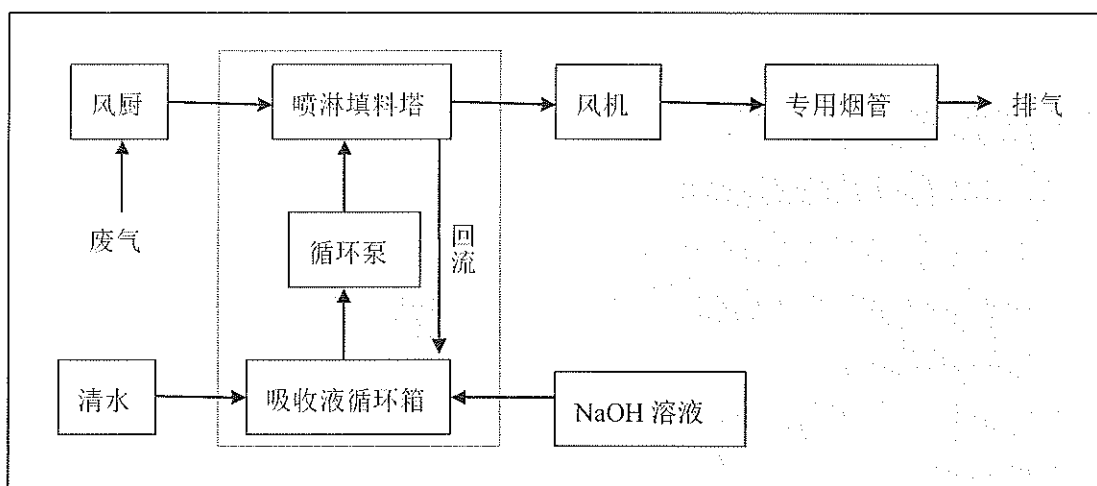 风厨
喷淋填料塔
风机
专用烟管
排气
废气
循环泵
回流
清水
吸收液循环箱
NaOH 溶液